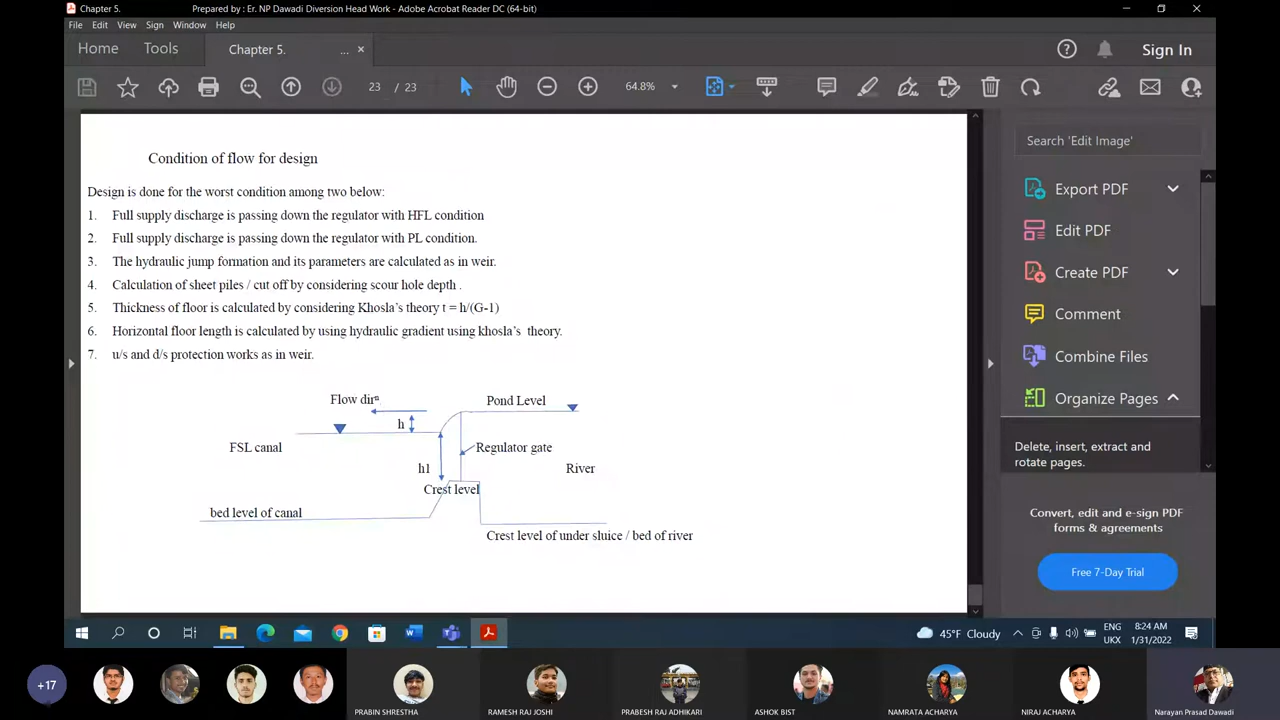 Chapter 5. Prepared by : Er. NP Dawadi Diversion Head Work - Adobe Acrobat Reader DC (64-bit)
File Edit View Sign Window Help
Home Tools Chapter 5. ... × Sign In
23 / 23 64.8%
Condition of flow for design
Design is done for the worst condition among two below:
1. Full supply discharge is passing down the regulator with HFL condition
2. Full supply discharge is passing down the regulator with PL condition.
3. The hydraulic jump formation and its parameters are calculated as in weir.
4. Calculation of sheet piles / cut off by considering scour hole depth .
5. Thickness of floor is calculated by considering Khosla's theory t = h/(G-1)
6. Horizontal floor length is calculated by using hydraulic gradient using khosla's theory.
7. u/s and d/s protection works as in weir.
Flow dirⁿ
Pond Level
h
FSL canal
Regulator gate
h1
River
Crest level
bed level of canal
Crest level of under sluice / bed of river
Search 'Edit Image'
Export PDF
Edit PDF
Create PDF
Comment
Combine Files
Organize Pages
Delete, insert, extract and
rotate pages.
Convert, edit and e-sign PDF
forms & agreements
Free 7-Day Trial
45°F Cloudy
ENG
UKX
8:24 AM
1/31/2022
+17
PRABIN SHRESTHA
RAMESH RAJ JOSHI
PRABESH RAJ ADHIKARI
ASHOK BIST
NAMRATA ACHARYA
NIRAJ ACHARYA
Narayan Prasad Dawadi